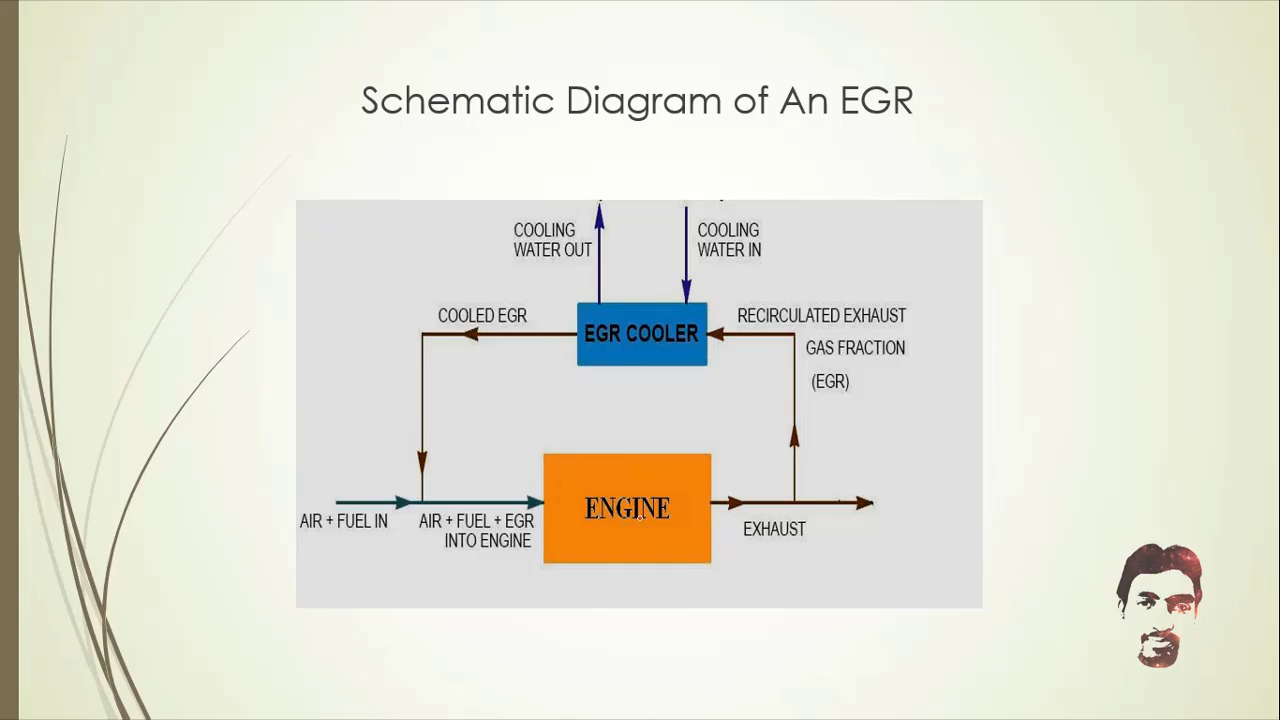 Schematic Diagram of An EGR
COOLING
WATER OUT
COOLING
WATER IN
COOLED EGR
EGR COOLER
RECIRCULATED EXHAUST
GAS FRACTION
(EGR)
ENGINE
AIR + FUEL IN
AIR + FUEL + EGR
INTO ENGINE
EXHAUST